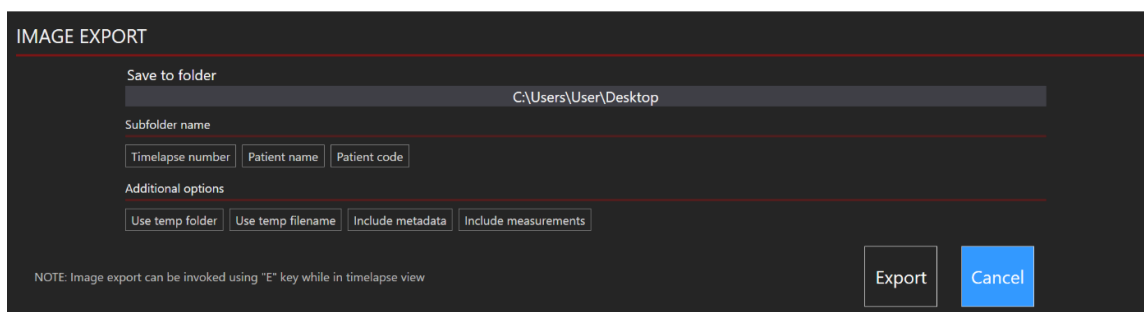 IMAGE EXPORT
Save to folder
C:\Users\User\Desktop
Subfolder name
Timelapse number Patient name Patient code
Additional options
Use temp folder Use temp filename Include metadata Include measurements
NOTE: Image export can be invoked using "E" key while in timelapse view
Export Cancel